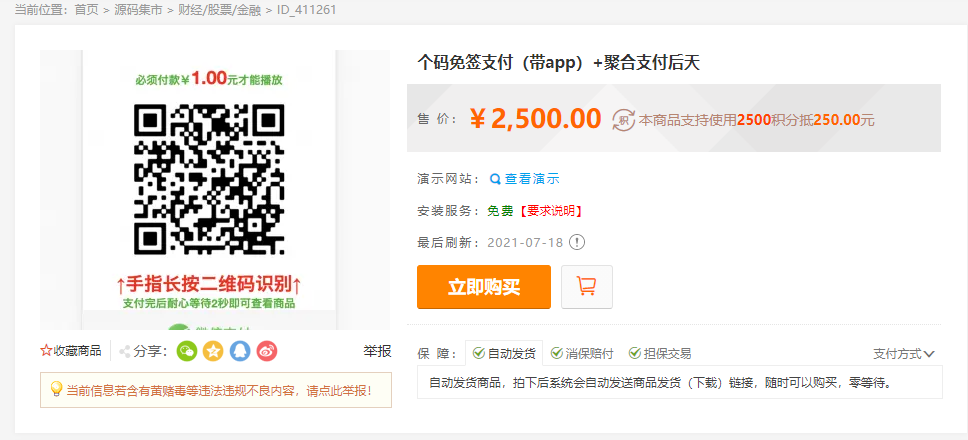 当前位置：首页 > 源码集市 > 财经/股票/金融 > ID_411261
必须付款￥1.00元才能播放
↑手指长按二维码识别↑
支付完后耐心等待2秒即可查看商品
收藏商品
分享：
举报
当前信息若含有黄赌毒等违法违规不良内容，请点此举报！
个码免签支付（带app）+聚合支付后天
售 价：￥2,500.00 积 本商品支持使用2500积分抵250.00元
演示网站：查看演示
安装服务：免费【要求说明】
最后刷新：2021-07-18
立即购买
保 障：自动发货 消保赔付 担保交易 支付方式
自动发货商品，拍下后系统会自动发送商品发货（下载）链接，随时可以购买，零等待。